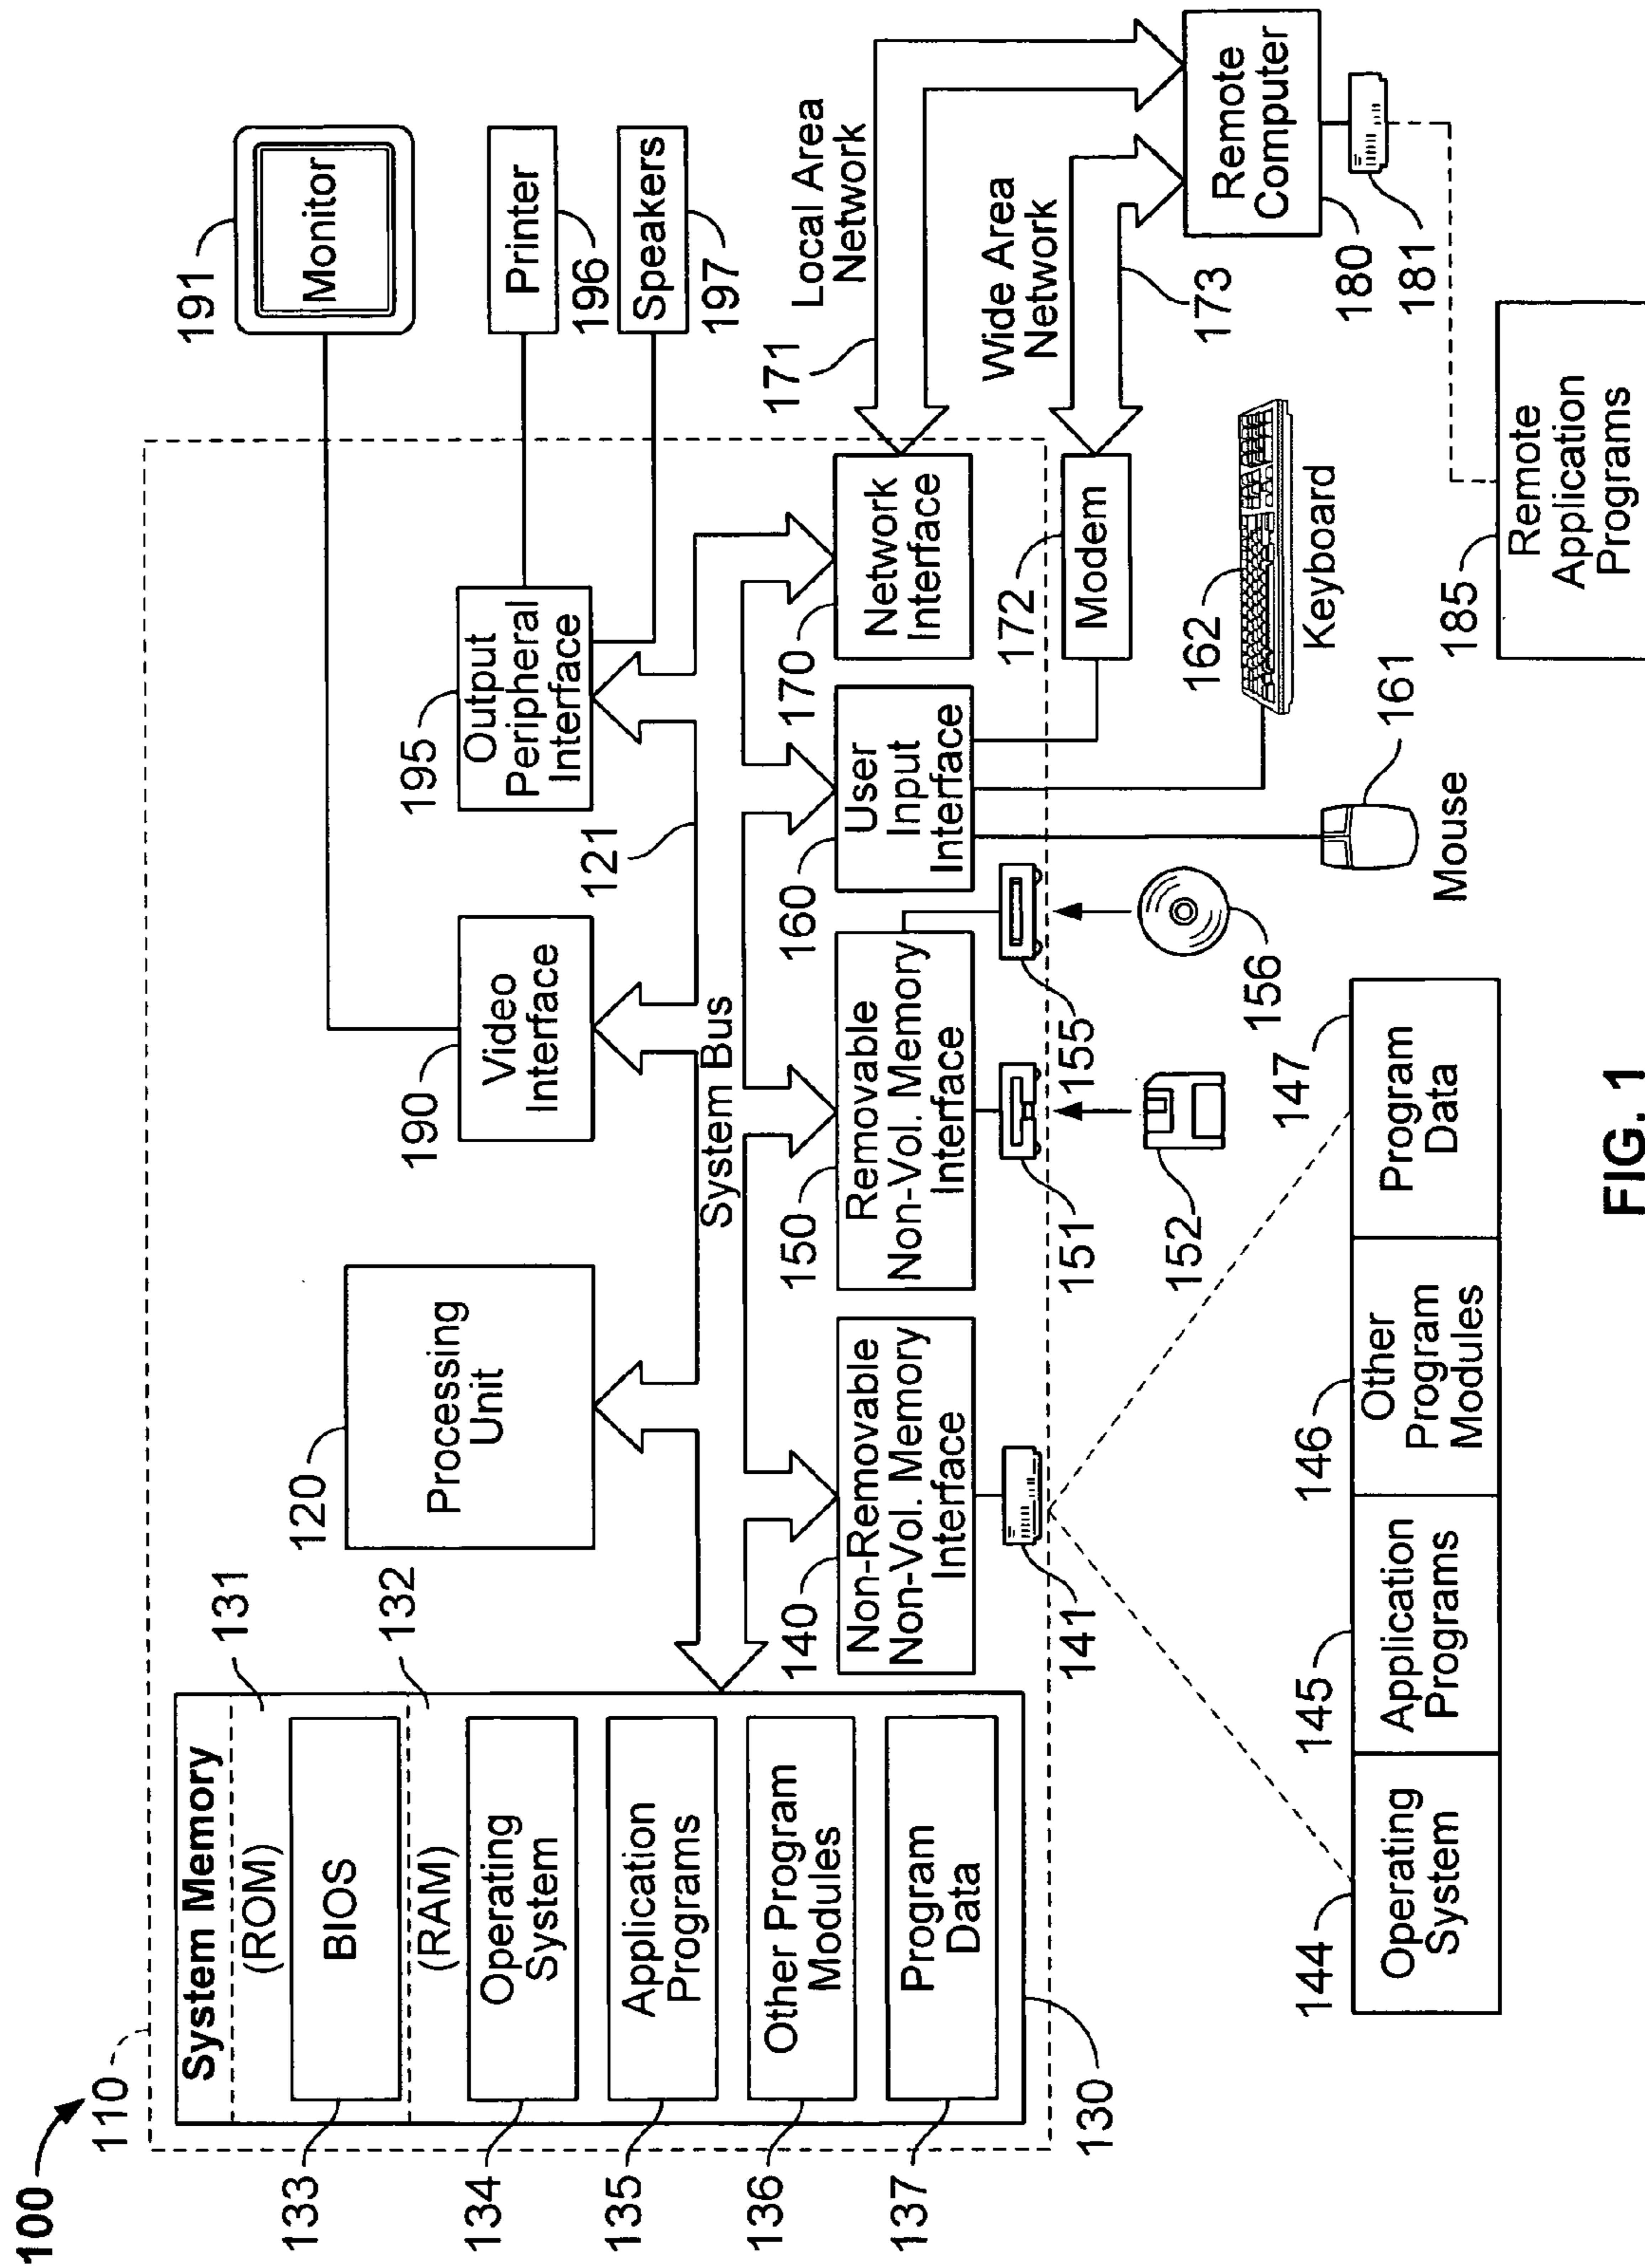 100
110
System Memory
(ROM)
131
BIOS
133
(RAM)
132
Operating
System
134
Application
Programs
135
Other Program
Modules
136
Program
Data
137
130
120
Processing
Unit
190
Video
Interface
195
Output
Peripheral
Interface
121
System Bus
191
Monitor
Printer
196
Speakers
197
140
Non-Removable
Non-Vol. Memory
Interface
141
150
Removable
Non-Vol. Memory
Interface
151
155
152
156
160
User
Input
Interface
170
Network
Interface
172
Modem
171
Local Area
Network
Wide Area
Network
173
Remote
Computer
180
181
162
Keyboard
161
Mouse
185
Remote
Application
Programs
144
Operating
System
145
Application
Programs
146
Other
Program
Modules
147
Program
Data
FIG. 1